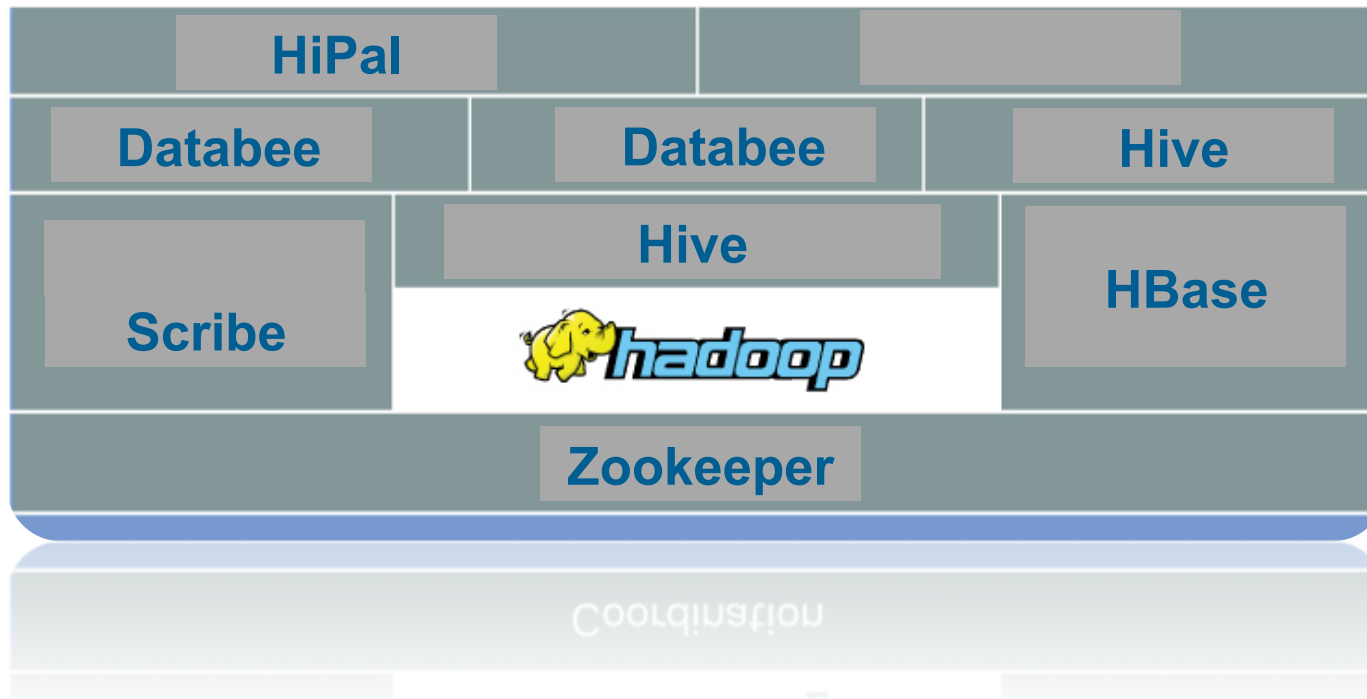 HiPal
Databee
Databee
Hive
Hive
Scribe
HBase
hadoop
Zookeeper
Coordination